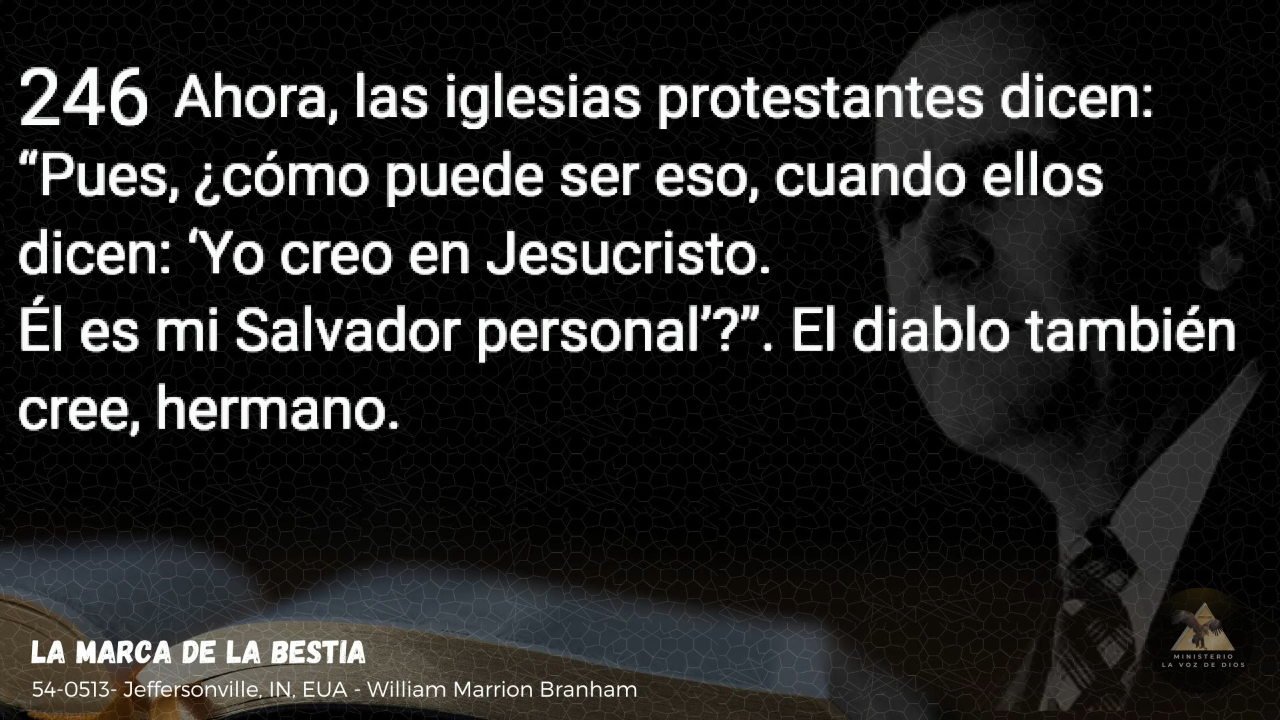 246 Ahora, las iglesias protestantes dicen:
“Pues, ¿cómo puede ser eso, cuando ellos
dicen: ‘Yo creo en Jesucristo.
Él es mi Salvador personal’?”. El diablo también
cree, hermano.
LA MARCA DE LA BESTIA
54-0513- Jeffersonville, IN, EUA - William Marrion Branham
MINISTERIO
LA VOZ DE DIOS